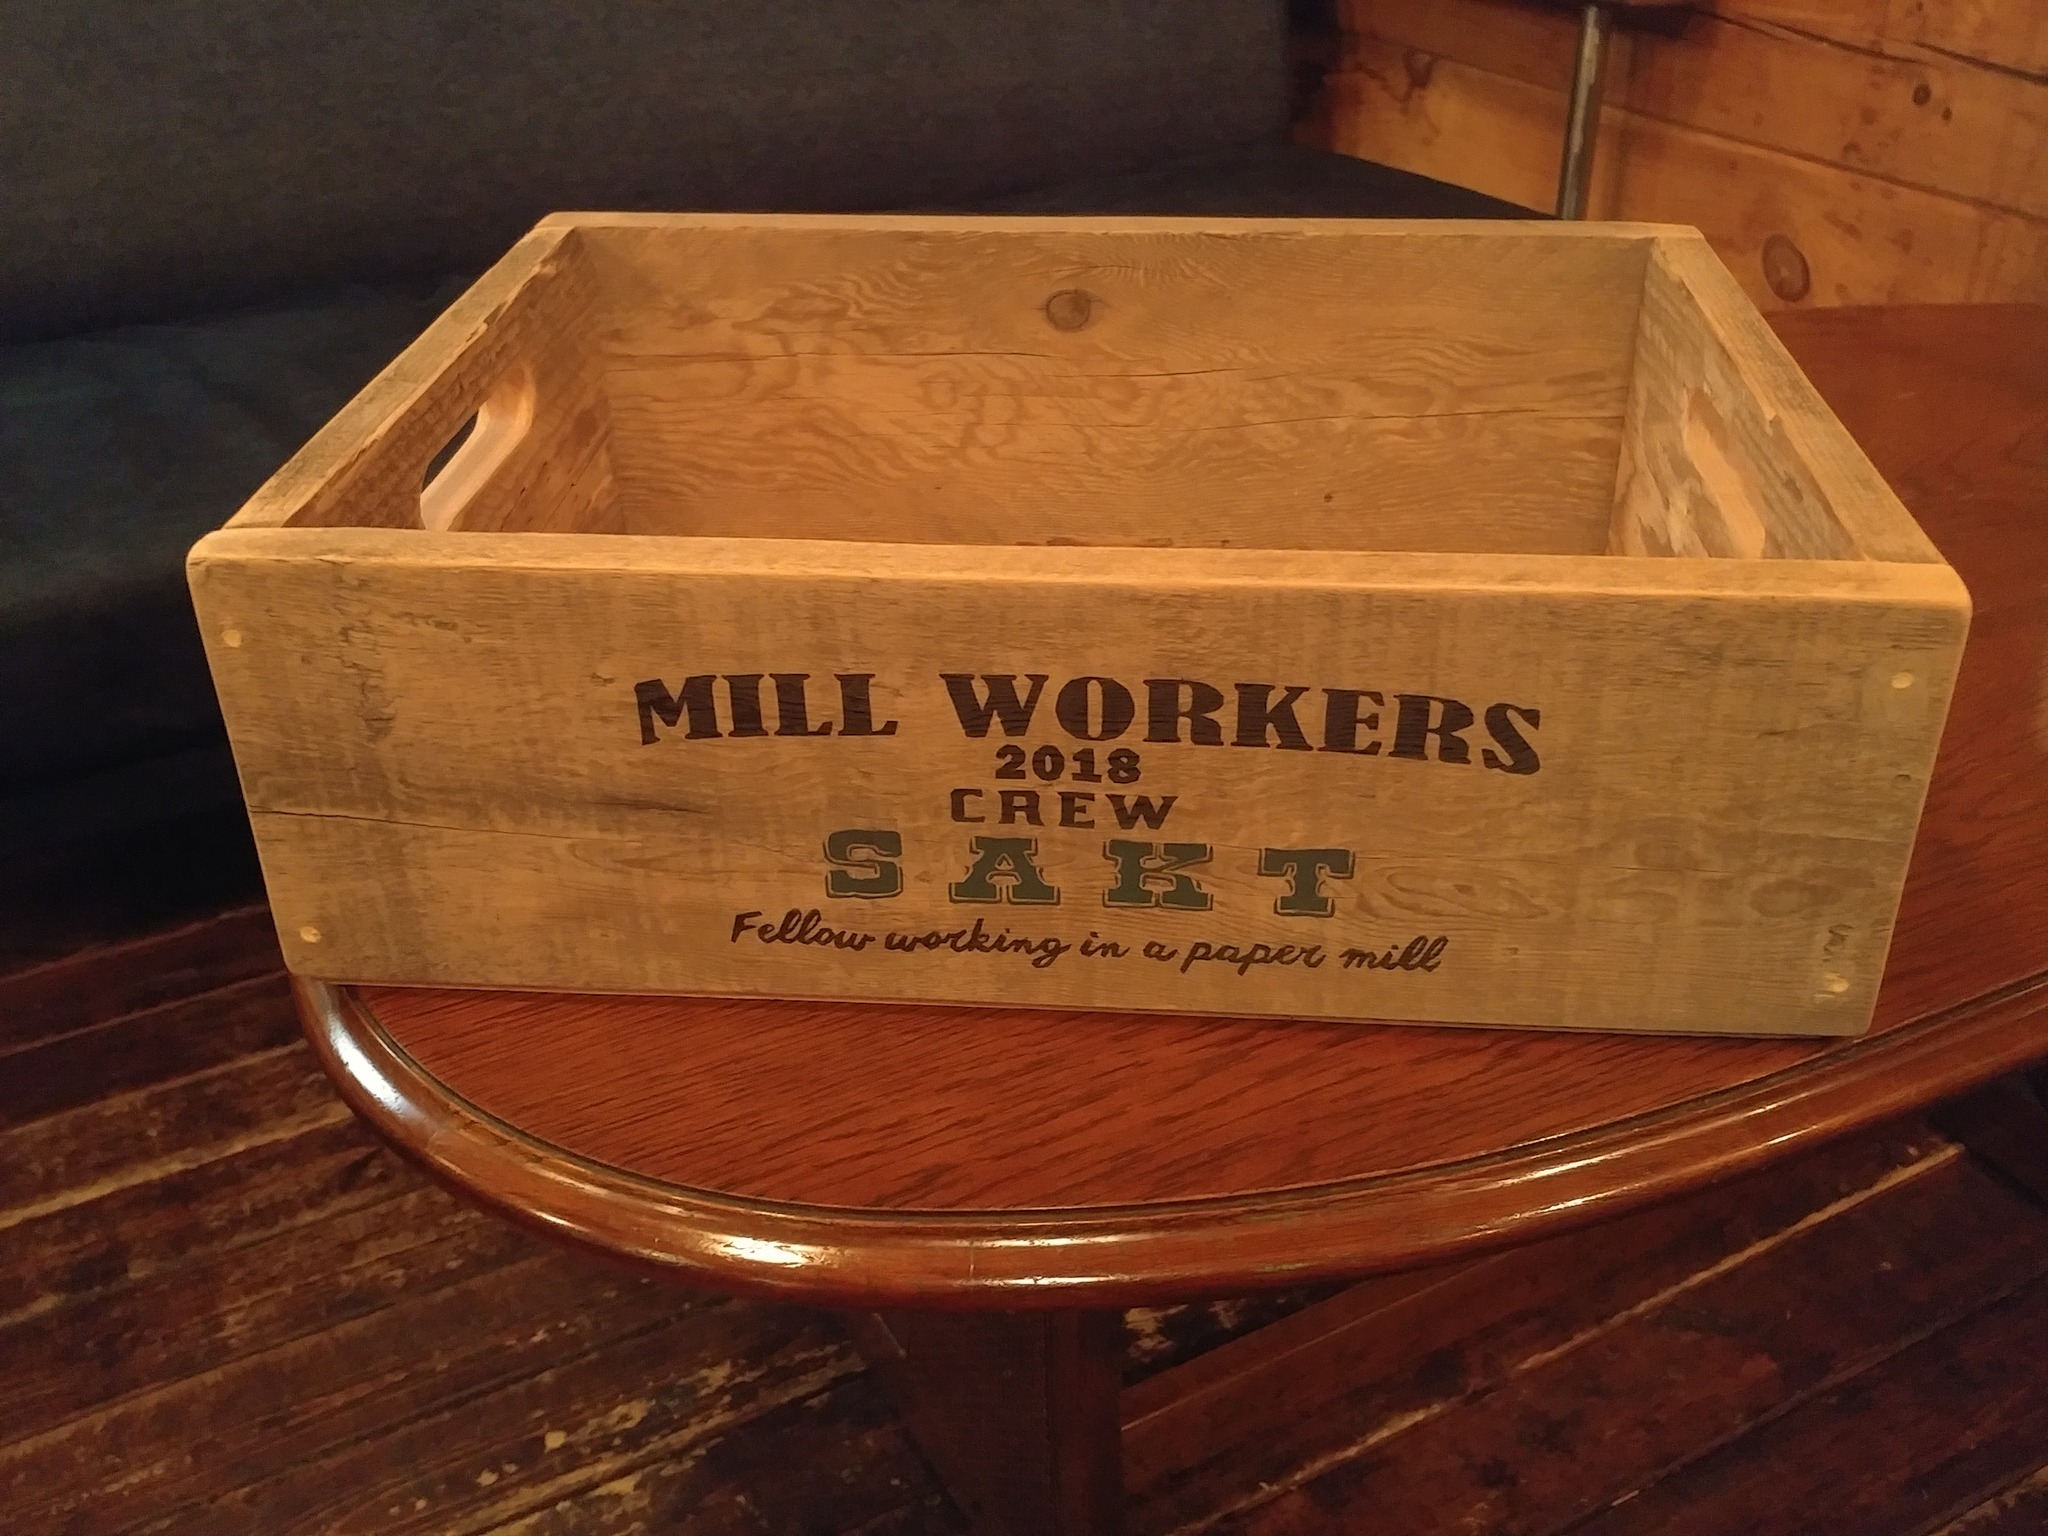 MILL WORKERS
2018
CREW
SAKT
Fellow working in a paper mill